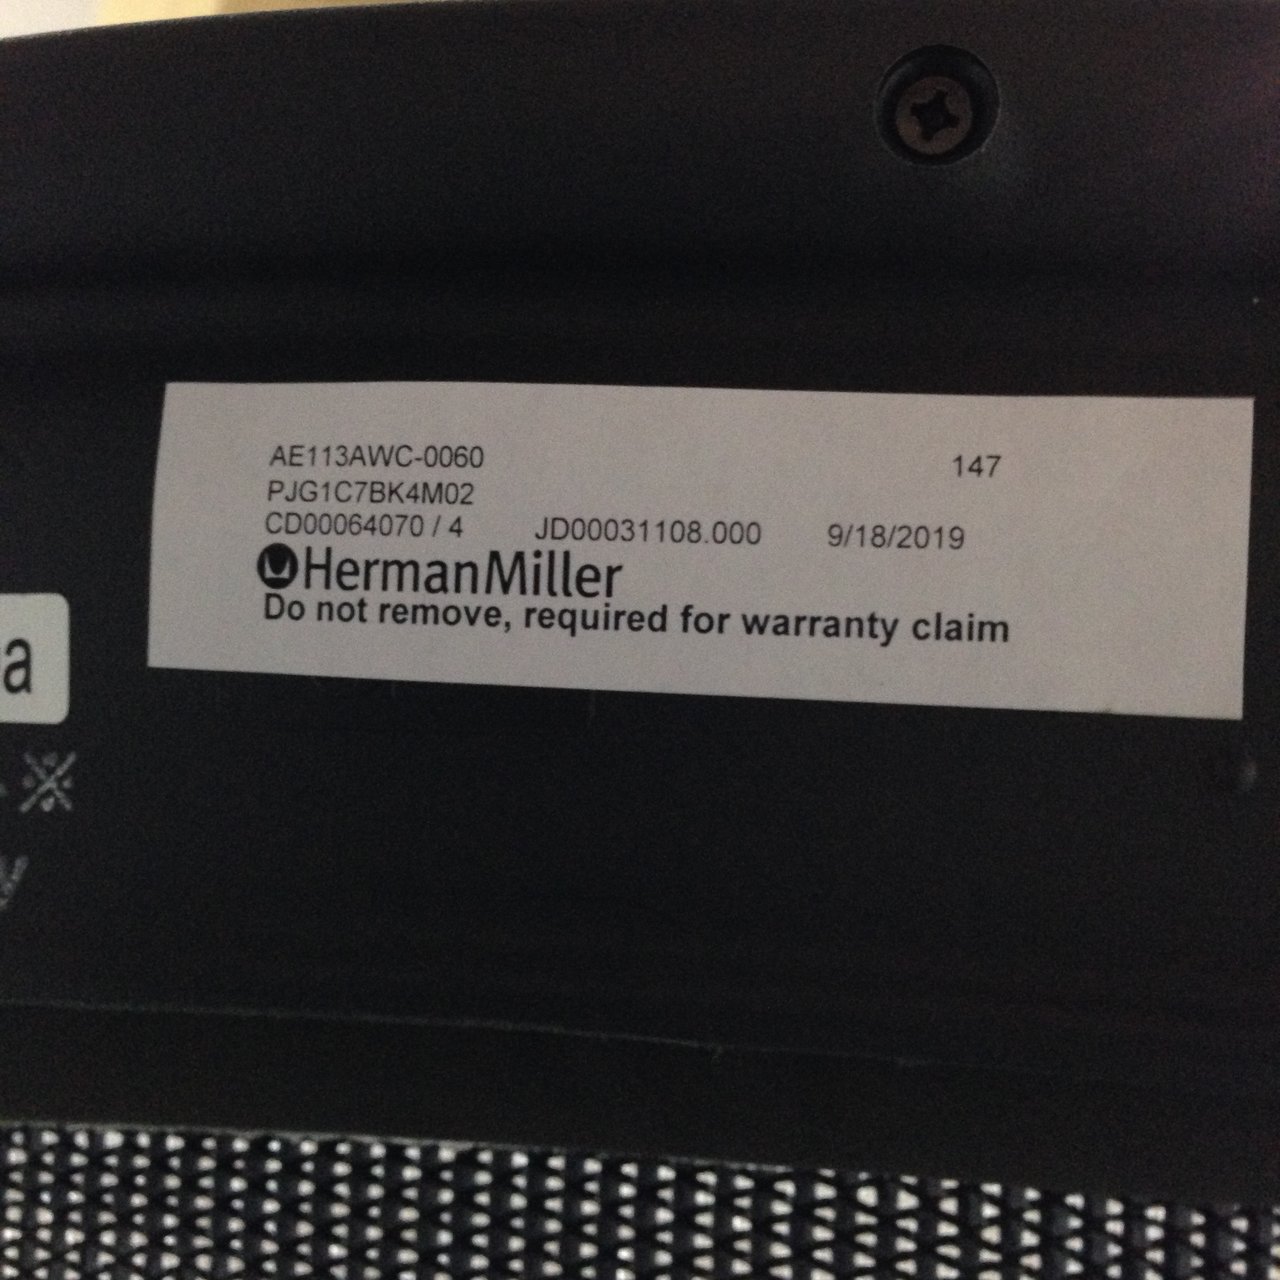 AE113AWC-0060 147
PJG1C7BK4M02
CD00064070 / 4 JD00031108.000 9/18/2019
HermanMiller
Do not remove, required for warranty claim
a